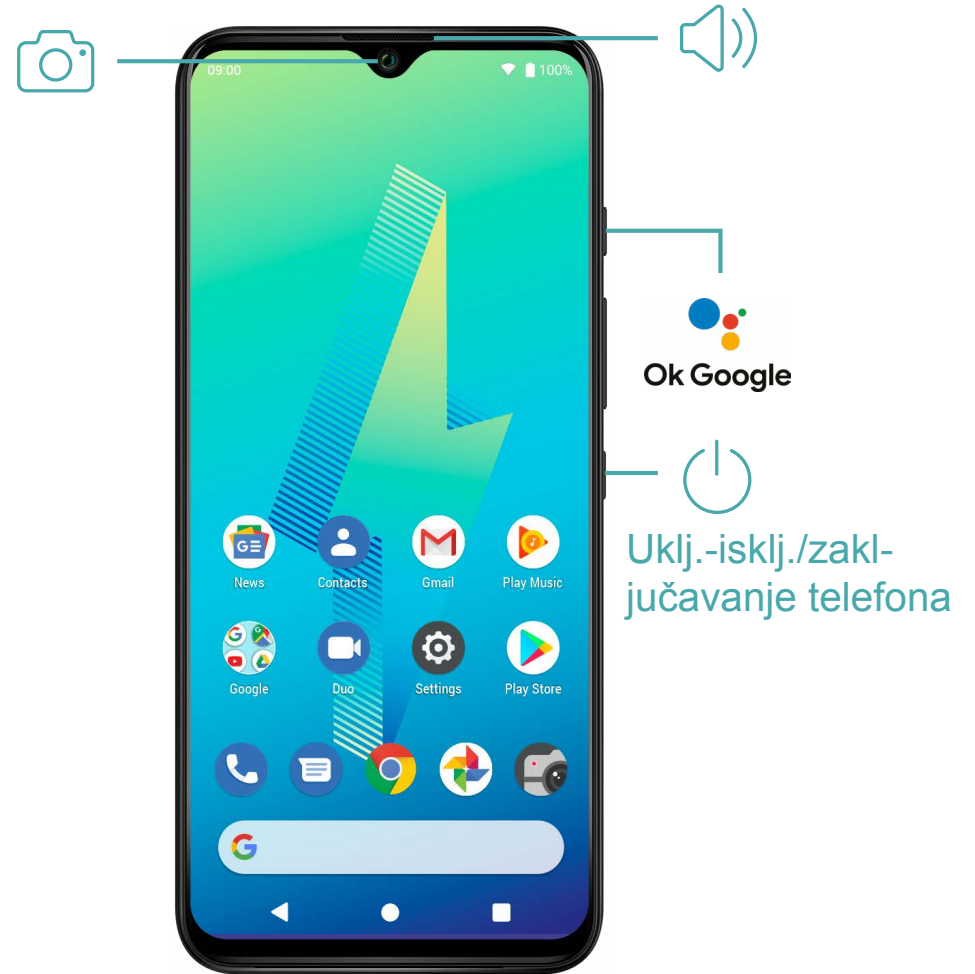 09:00
100%
Ok Google
Uklj.-isklj./zakl-
jučavanje telefona
News
Contacts
Gmail
Play Music
Google
Duo
Settings
Play Store